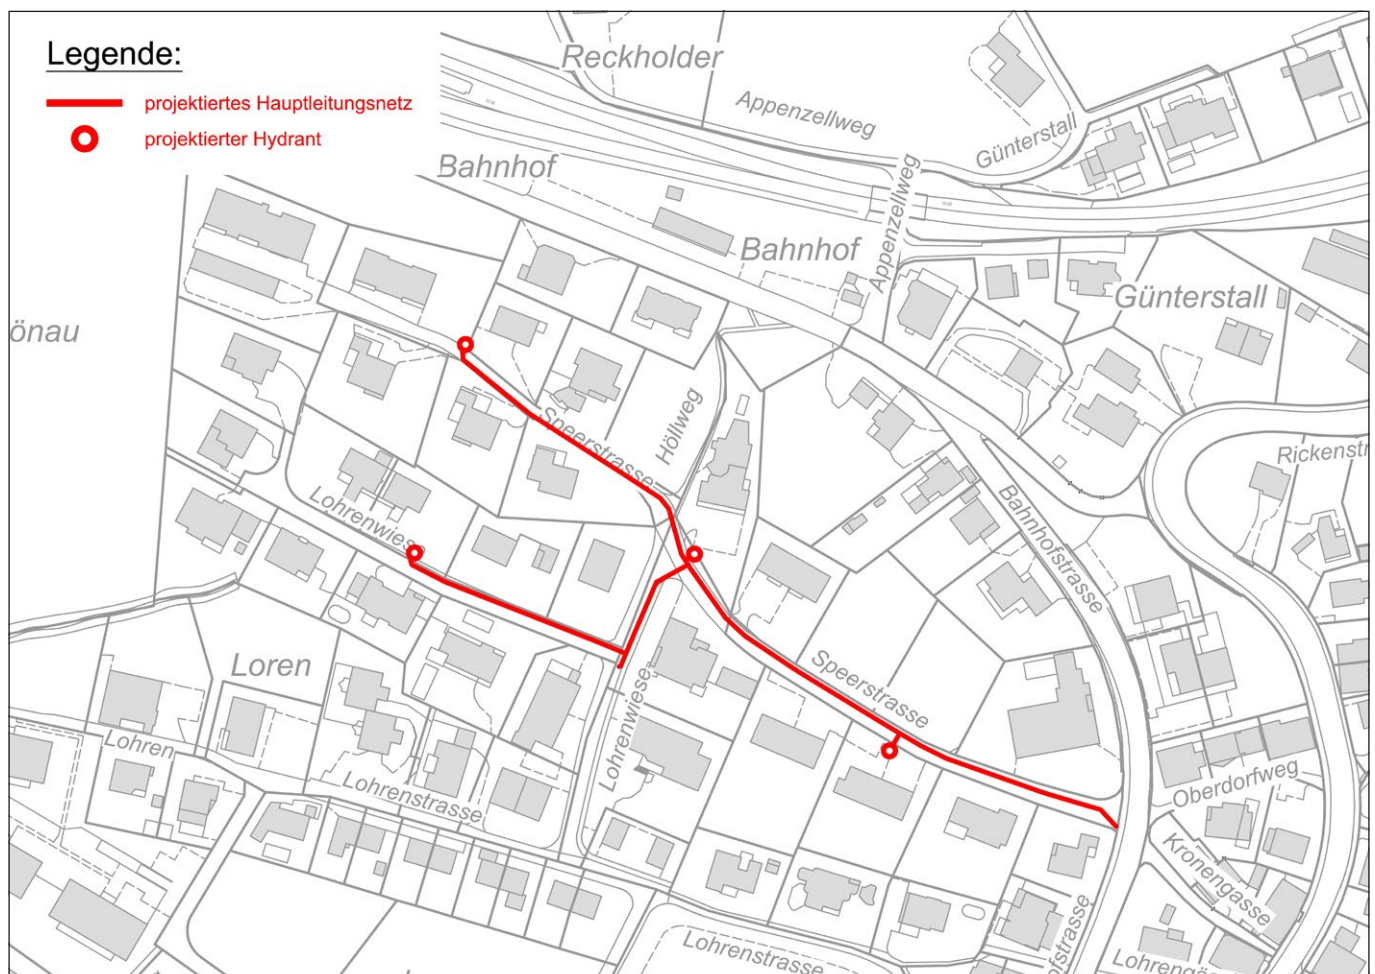 Legende:
projektiertes Hauptleitungsnetz
projektierter Hydrant
Reckholder
Appenzellweg
Günterstall
Bahnhof
Appenzellweg
Bahnhof
Günterstall
önau
Speerstrasse
Höllweg
Rickenstr
Lohrenwiese
Bahnhofstrasse
Loren
Lohrenwiese
Speerstrasse
Lohren
Lohrenstrasse
Oberdorfweg
Kronengasse
Lohrenstrasse
ofstrasse